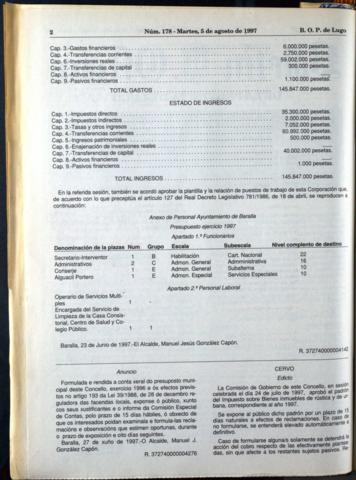 2 Núm. 178 - Martes, 5 de agosto de 1997 B. O. P. de Lugo
Cap. 3.-Gastos financieros 6.000.000 pesetas.
Cap. 4.-Transferencias correntes 2.750.000 pesetas.
Cap. 6.-Inversiones reales 59.002.000 pesetas.
Cap. 7.-Transferencias de capital 300.000 pesetas.
Cap. 8.-Activos financieros
Cap. 9.-Pasivos financeiros 1.100.000 pesetas.
TOTAL GASTOS 145.847.000 pesetas.
ESTADO DE INGRESOS
Cap. 1.-Impuestos directos 35.300.000 pesetas.
Cap. 2.-Impuestos indirectos 2.000.000 pesetas.
Cap. 3.-Tasas y otros ingresos 7.052.000 pesetas.
Cap. 4.-Transferencias correntes 60.992.000 pesetas.
Cap. 5.-Ingresos patrimoniales 500.000 pesetas.
Cap. 6.-Enajenación de inversiones reales
Cap. 7.-Transferencias de capital 40.002.000 pesetas.
Cap. 8.-Activos financieros
Cap. 9.-Pasivos financieros 1.000 pesetas.
TOTAL INGRESOS 145.847.000 pesetas.
En la referida sesión, también se acordó aprobar la plantilla y la relación de puestos de trabajo de esta Corporación que,
de acordo con lo que preceptúa el artículo 127 del Real Decreto Legislativo 781/1986, de 18 de abril, se reproducen a
continuación:
Anexo de Personal Ayuntamiento de Baralla
Presupuesto ejercicio 1997
Apartado 1.º Funcionarios
Denominación de la plazas Num Grupo Escala Subescala Nivel complento de destino
Secretario-Interventor 1 B Habilitación Cart. Nacional 22
Administrativos 2 C Admon. General Administrativa 16
Conserje 1 E Admon. General Subalterna 10
Alguacil Portero 1 E Admon. Especial Servicios Especiales 10
Apartado 2.º Personal Laboral
Operario de Servicios Multi-
ples 1 -
Encargada del Servicio de
Limpieza de la Casa Consis-
torial, Centro de Salud y Co-
legio Público. 1 1
Baralla, 23 de Junio de 1997.-El Alcalde, Manuel Jesús González Capón.
R. 372740000004142
Anuncio
Formulada e rendida a conta xeral do presuposto muni-
cipal deste Concello, exercicio 1996 ós efectos previs-
tos no artigo 193 da Lei 39/1988, de 28 de decembro re-
guladora das facendas locais, expense ó público, xunto
cos seus xustificantes e o informe da Comisión Especial
de Contas, polo prazo de 15 días hábiles, ó obxecto de
que os interesados poidan examinala e formula-las recla-
macións e observacións que estimen oportunas, durante
o prazo de exposición e oito días seguintes.
Baralla, 27 de xuño de 1997.-O Alcalde, Manuel J.
González Capón.
R. 372740000004276
CERVO
Edicto
La Comisión de Gobierno de este Concello, en sesión
celebrada el día 24 de julio de 1997, aprobó el padrón
del Impuesto sobre Bienes inmuebles de rústica y de ur-
bana, correspondiente al año 1997.
Se expone al público dicho padrón por un plazo de 15
días naturales a efectos de reclamaciones. En caso de
no formularse, se entenderá elevado automáticamente a
definitivo.
Caso de formularse alguna/s solamente se defenderá la
acción del cobro respecto de las efectivamente plantea-
das, sin que afecte a los restantes sujetos pasivos.